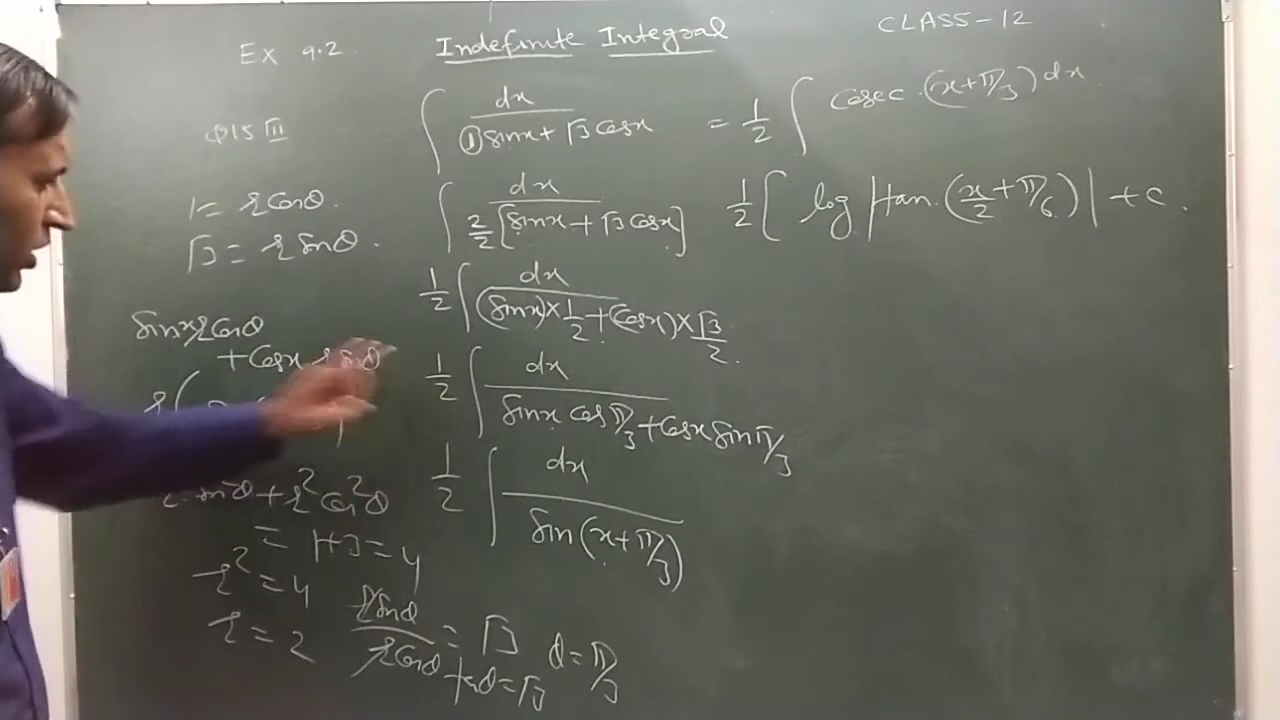 Ex 9.2
Indefinite Integral
CLASS-12
Q15 III
∫ dx / (① sinx + √3 cosx) = 1/2 ∫ cosec (x+π/3) dx
∫ dx / (2/2 [sinx + √3 cosx])
1/2 [ log |tan (x/2 + π/6)| + c .
1/2 ∫ dx / ((sinx) × 1/2 + (cosx) × √3/2) .
1/2 ∫ dx / (sinx cos π/3 + cosx sin π/3)
1/2 ∫ dx / (sin (x+π/3))
1 = r cosθ .
√3 = r sinθ .
sinx r cosθ
+ cosx r sinθ
r (
θ + r² cos²θ
= 1+3 = 4
r² = 4
r = 2
r sinθ / r cosθ = √3
tanθ = √3
θ = π/3